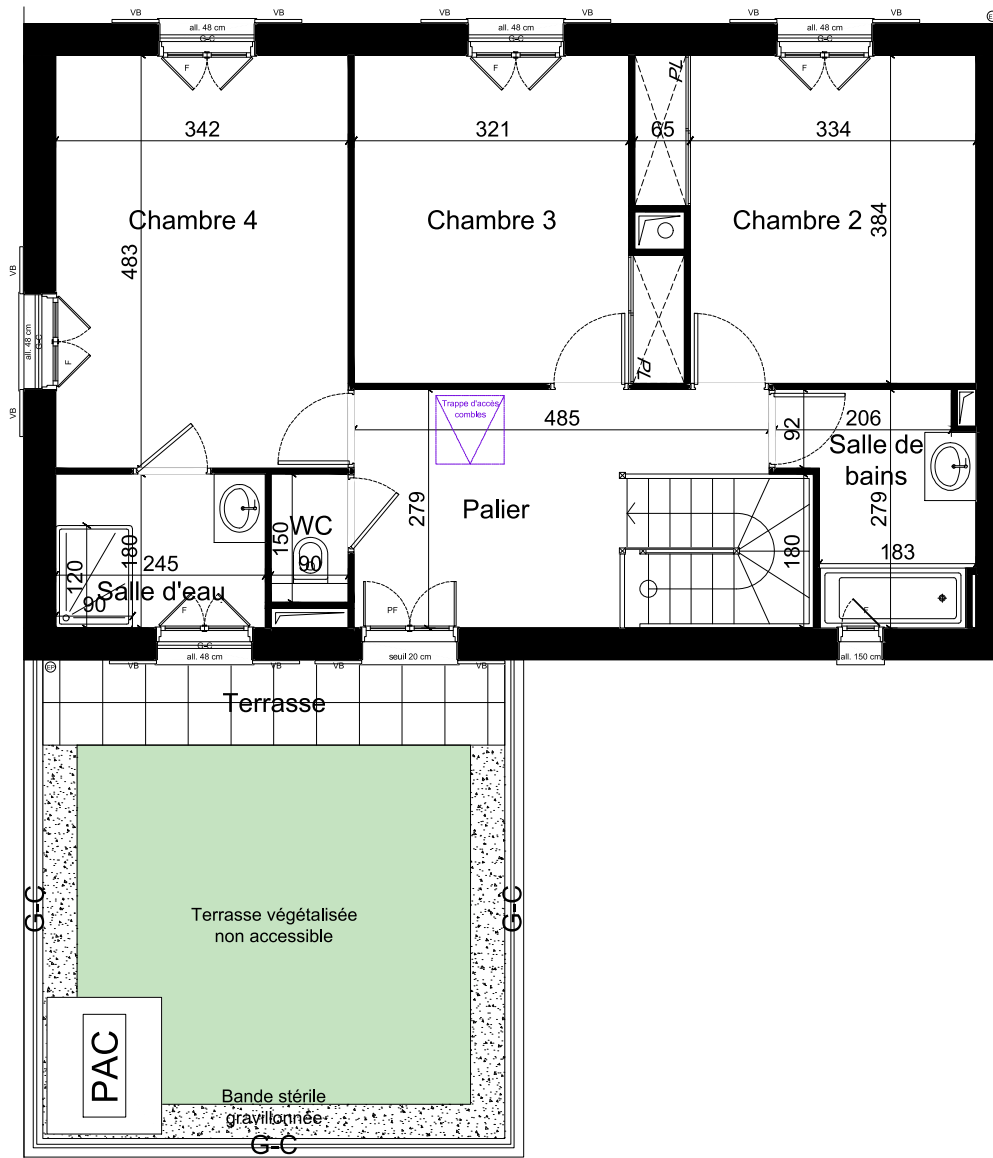 VB
VB
VB
VB
VB
VB
EP
all. 48 cm
all. 48 cm
all. 48 cm
G-C
G-C
G-C
F
F
F
PL
342
321
65
334
Chambre 4
Chambre 3
Chambre 2
483
384
VB
all. 48 cm
G-C
F
VB
PL
Trappe d'accès
combles
485
92
206
Salle de
bains
279
Palier
279
WC
150
90
180
245
120
90
Salle d'eau
180
183
F
PF
F
G-C
all. 48 cm
seuil 20 cm
all. 150 cm
EP
VB
VB
VB
VB
Terrasse
G-C
G-C
Terrasse végétalisée
non accessible
PAC
Bande stérile
gravillonnée
G-C